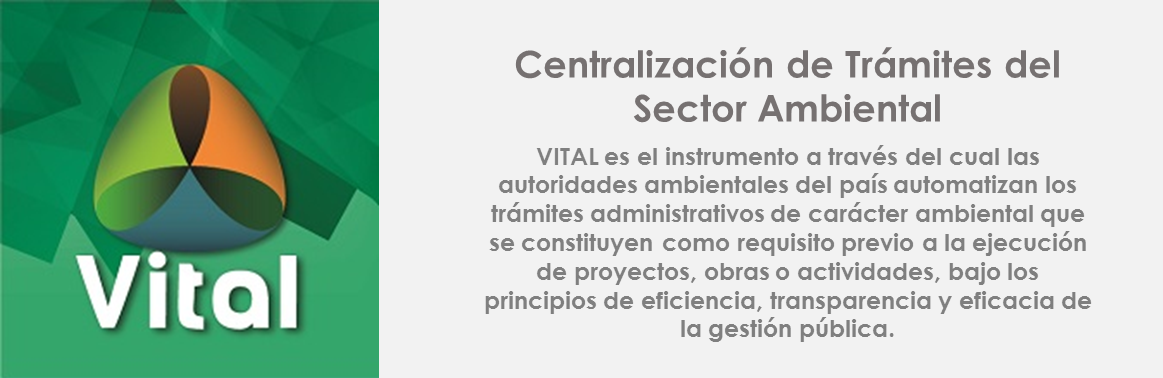 Vital
Centralización de Trámites del
Sector Ambiental
VITAL es el instrumento a través del cual las
autoridades ambientales del país automatizan los
trámites administrativos de carácter ambiental que
se constituyen como requisito previo a la ejecución
de proyectos, obras o actividades, bajo los
principios de eficiencia, transparencia y eficacia de
la gestión pública.